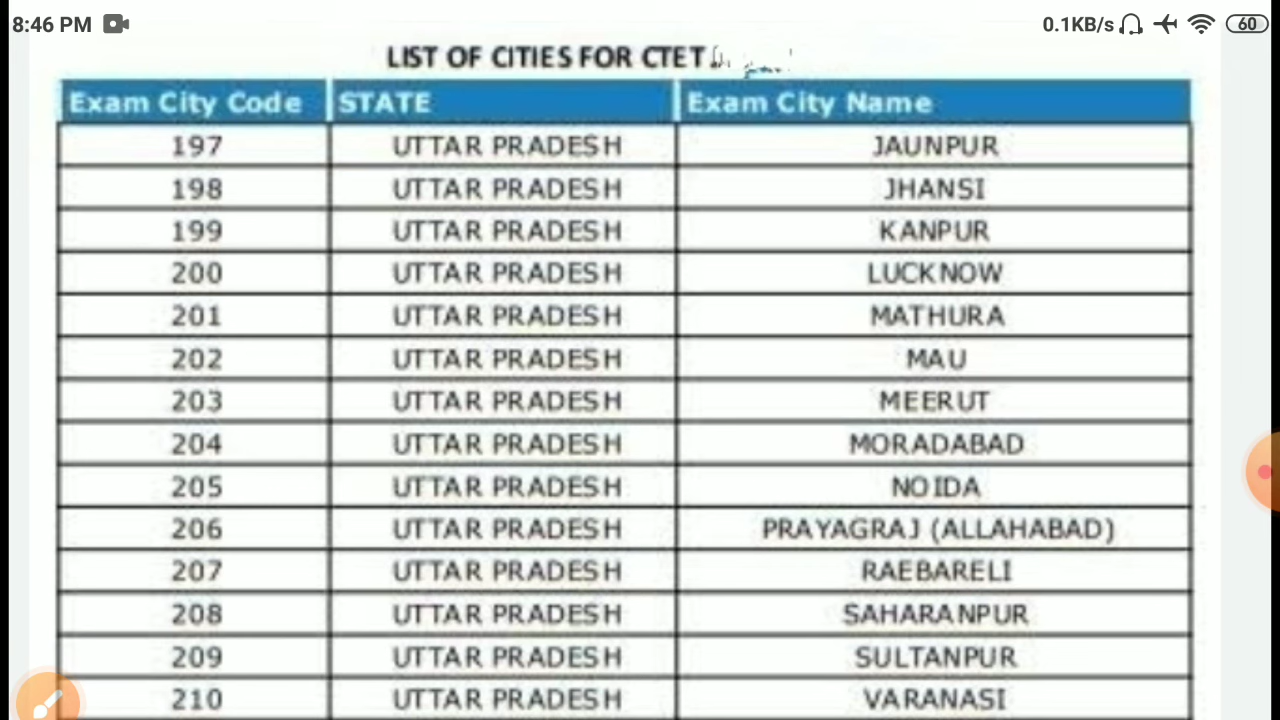 8:46 PM 0.1KB/s 60
LIST OF CITIES FOR CTET
Exam City Code STATE Exam City Name
197 UTTAR PRADESH JAUNPUR
198 UTTAR PRADESH JHANSI
199 UTTAR PRADESH KANPUR
200 UTTAR PRADESH LUCKNOW
201 UTTAR PRADESH MATHURA
202 UTTAR PRADESH MAU
203 UTTAR PRADESH MEERUT
204 UTTAR PRADESH MORADABAD
205 UTTAR PRADESH NOIDA
206 UTTAR PRADESH PRAYAGRAJ (ALLAHABAD)
207 UTTAR PRADESH RAEBARELI
208 UTTAR PRADESH SAHARANPUR
209 UTTAR PRADESH SULTANPUR
210 UTTAR PRADESH VARANASI